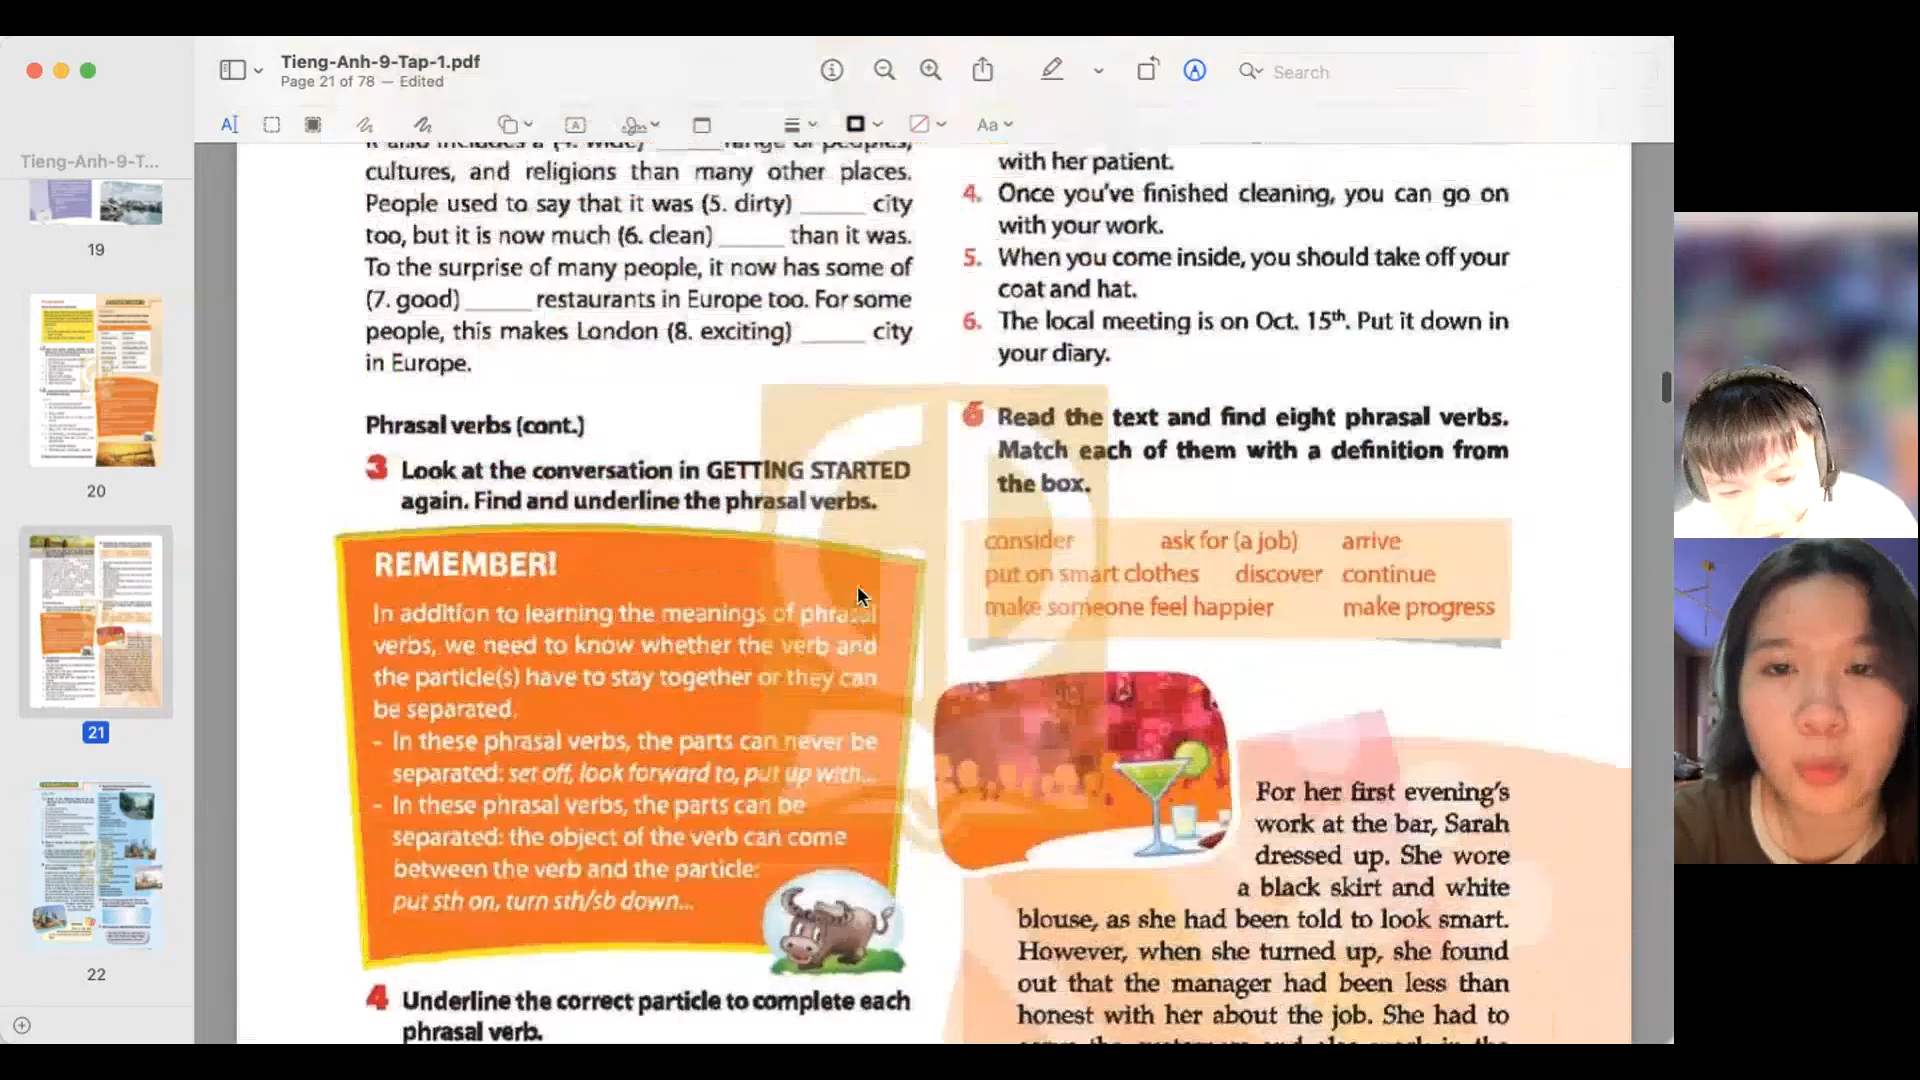 Tieng-Anh-9-Tap-1.pdf
Page 21 of 78 — Edited
Search
Aa
Tieng-Anh-9-T...
19
20
21
22
It also includes a (4. wide) ______ range of peoples,
cultures, and religions than many other places.
People used to say that it was (5. dirty) ______ city
too, but it is now much (6. clean) ______ than it was.
To the surprise of many people, it now has some of
(7. good) ______ restaurants in Europe too. For some
people, this makes London (8. exciting) ______ city
in Europe.
Phrasal verbs (cont.)
3 Look at the conversation in GETTING STARTED
again. Find and underline the phrasal verbs.
REMEMBER!
In addition to learning the meanings of phrasal
verbs, we need to know whether the verb and
the particle(s) have to stay together or they can
be separated.
- In these phrasal verbs, the parts can never be
separated: set off, look forward to, put up with...
- In these phrasal verbs, the parts can be
separated: the object of the verb can come
between the verb and the particle:
put sth on, turn sth/sb down...
4 Underline the correct particle to complete each
phrasal verb.
with her patient.
4. Once you've finished cleaning, you can go on
with your work.
5. When you come inside, you should take off your
coat and hat.
6. The local meeting is on Oct. 15th. Put it down in
your diary.
6 Read the text and find eight phrasal verbs.
Match each of them with a definition from
the box.
consider ask for (a job) arrive
put on smart clothes discover continue
make someone feel happier make progress
For her first evening's
work at the bar, Sarah
dressed up. She wore
a black skirt and white
blouse, as she had been told to look smart.
However, when she turned up, she found
out that the manager had been less than
honest with her about the job. She had to